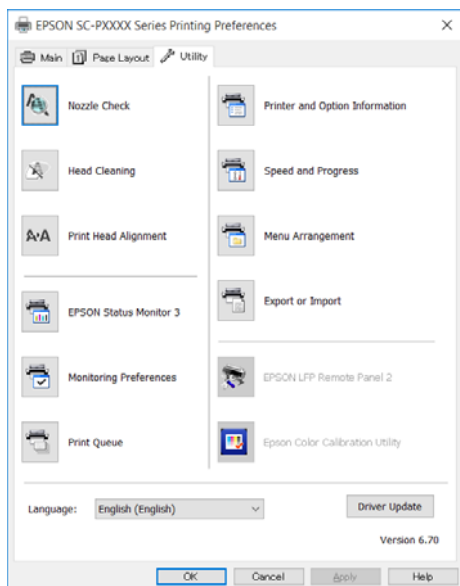 EPSON SC-PXXXX Series Printing Preferences
Main
Page Layout
Utility
Nozzle Check
Head Cleaning
Print Head Alignment
EPSON Status Monitor 3
Monitoring Preferences
Print Queue
Printer and Option Information
Speed and Progress
Menu Arrangement
Export or Import
EPSON LFP Remote Panel 2
Epson Color Calibration Utility
Language:
English (English)
Driver Update
Version 6.70
OK
Cancel
Apply
Help